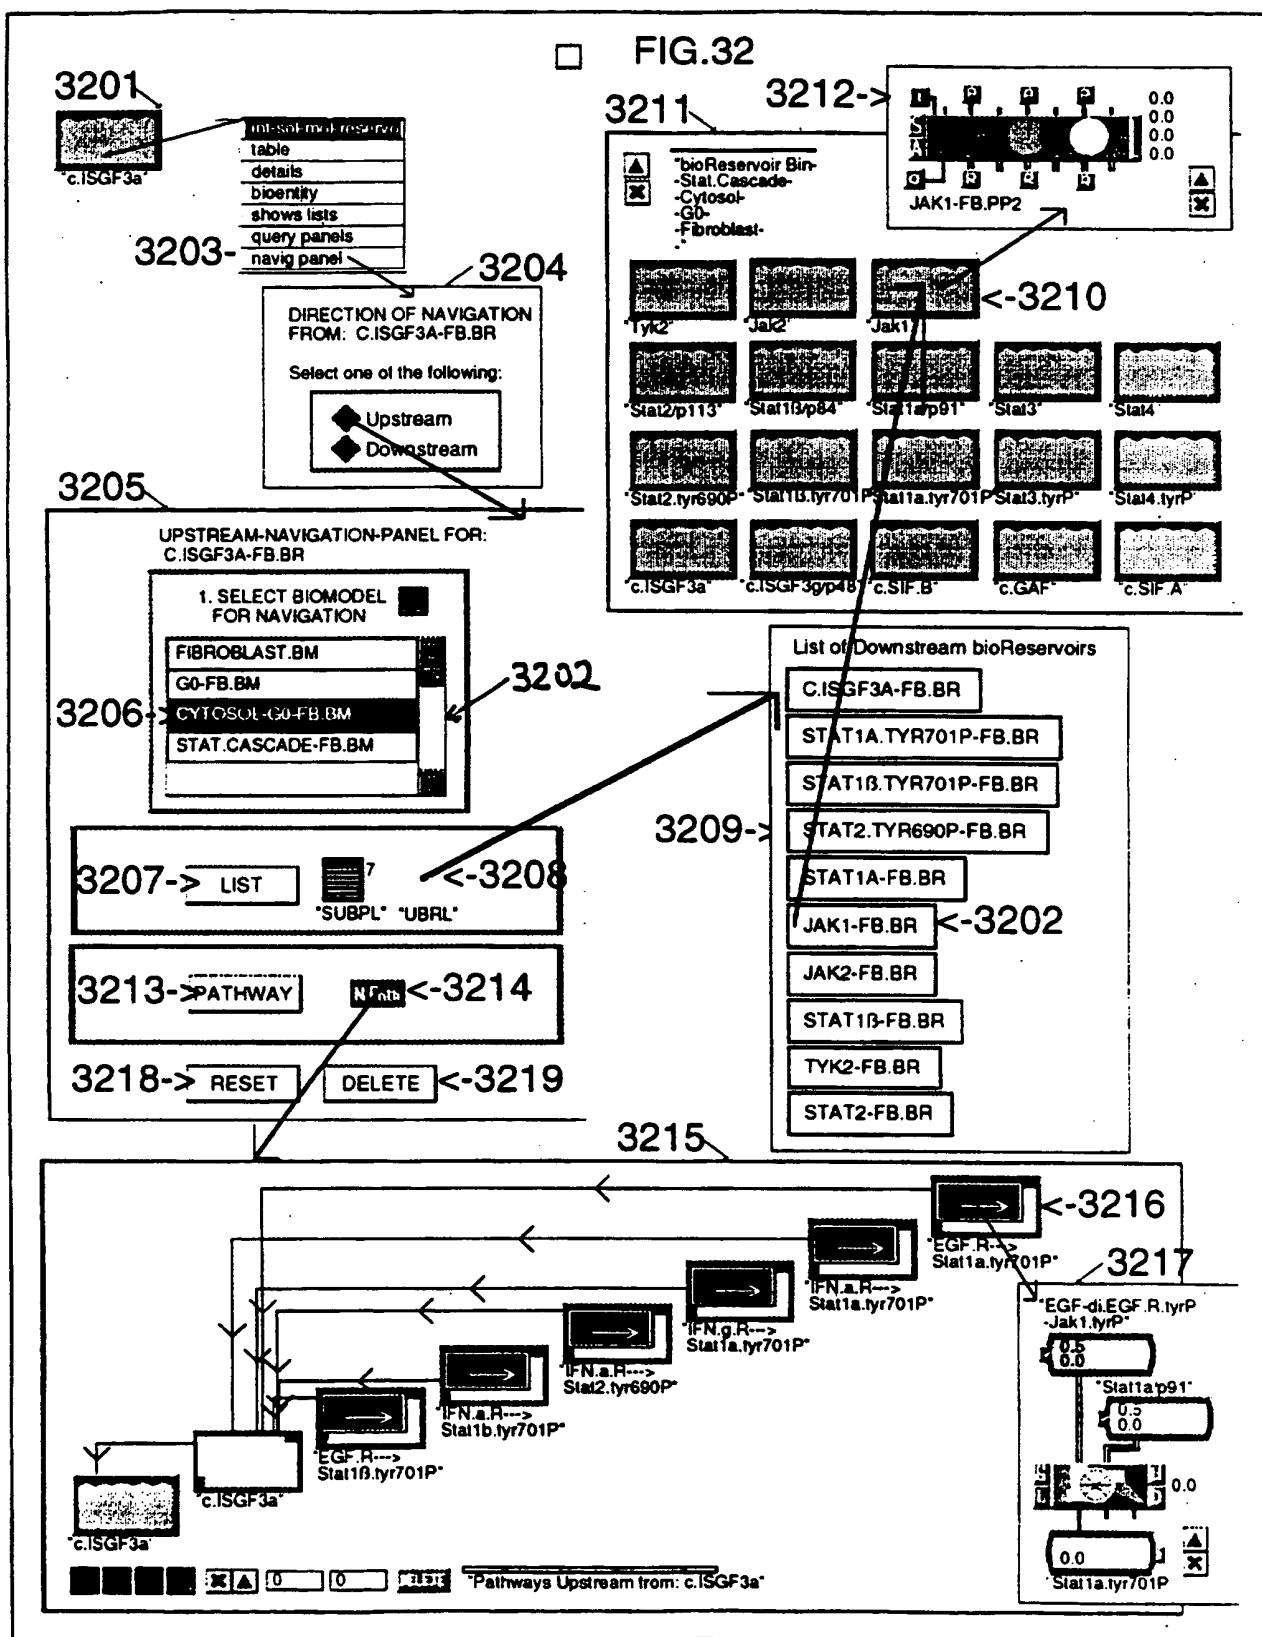 FIG.32
3201
"c.ISGF3a"
int-sol-mol-reservo
table
details
bioentity
shows lists
query panels
navig panel
3203-
3204
DIRECTION OF NAVIGATION
FROM: C.ISGF3A-FB.BR
Select one of the following:
Upstream
Downstream
3211
"bioReservoir Bin-
-Stat.Cascade-
-Cytosol-
-G0-
-Fibroblast-
-"
3212->
0.0
0.0
0.0
0.0
JAK1-FB.PP2
<-3210
"Tyk2" "Jak2" "Jak1"
"Stat2/p113" "Stat1ß/p84" "Stat1a/p91" "Stat3" "Stat4"
"Stat2.tyr690P" "Stat1ß.tyr701P" "Stat1a.tyr701P" "Stat3.tyrP" "Stat4.tyrP"
"c.ISGF3a" "c.ISGF3g/p48" "c.SIF.B" "c.GAF" "c.SIF.A"
3205
UPSTREAM-NAVIGATION-PANEL FOR:
C.ISGF3A-FB.BR
1. SELECT BIOMODEL
FOR NAVIGATION
FIBROBLAST.BM
G0-FB.BM
3206-> CYTOSOL-G0-FB.BM
STAT.CASCADE-FB.BM
3202
3207-> LIST
7
<-3208
"SUBPL" "UBRL"
3213-> PATHWAY
<-3214
3218-> RESET
DELETE <-3219
List of Downstream bioReservoirs
C.ISGF3A-FB.BR
STAT1A.TYR701P-FB.BR
STAT1ß.TYR701P-FB.BR
3209-> STAT2.TYR690P-FB.BR
STAT1A-FB.BR
JAK1-FB.BR <-3202
JAK2-FB.BR
STAT1ß-FB.BR
TYK2-FB.BR
STAT2-FB.BR
3215
<-3216
"EGF.R--->
Stat1a.tyr701P"
"IFN.a.R--->
Stat1a.tyr701P"
"IFN.g.R--->
Stat1a.tyr701P"
"IFN.a.R--->
Stat2.tyr690P"
"IFN.a.R--->
Stat1b.tyr701P"
"EGF.R--->
Stat1ß.tyr701P"
"c.ISGF3a"
"c.ISGF3a"
0 0
"Pathways Upstream from: c.ISGF3a"
3217
"EGF-di.EGF.R.tyrP
-Jak1.tyrP"
0.5
0.0
"Stat1a/p91"
0.5
0.0
0.0
0.0
"Stat1a.tyr701P